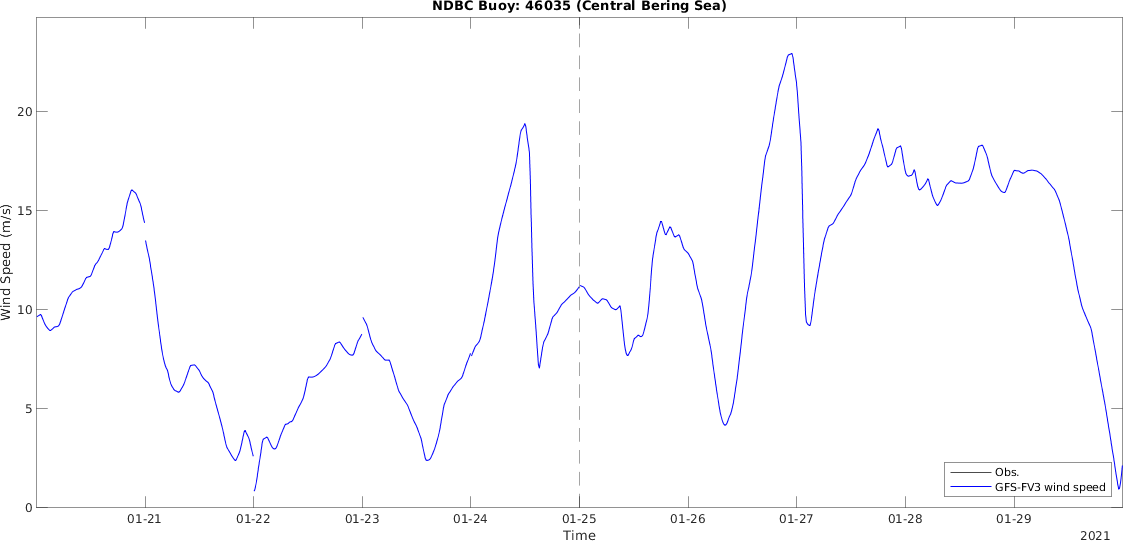 NDBC Buoy: 46035 (Central Bering Sea)
Wind Speed (m/s)
20
15
10
5
0
01-21 01-22 01-23 01-24 01-25 01-26 01-27 01-28 01-29
Time
2021
Obs.
GFS-FV3 wind speed